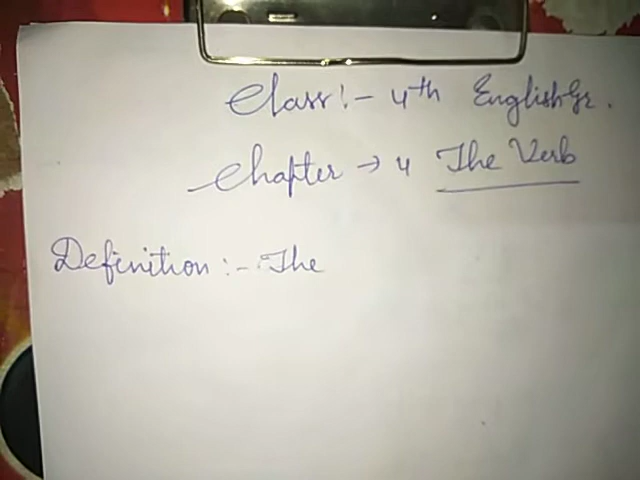 Class:- 4th English Gr.
Chapter → 4 The Verb
Definition :- The